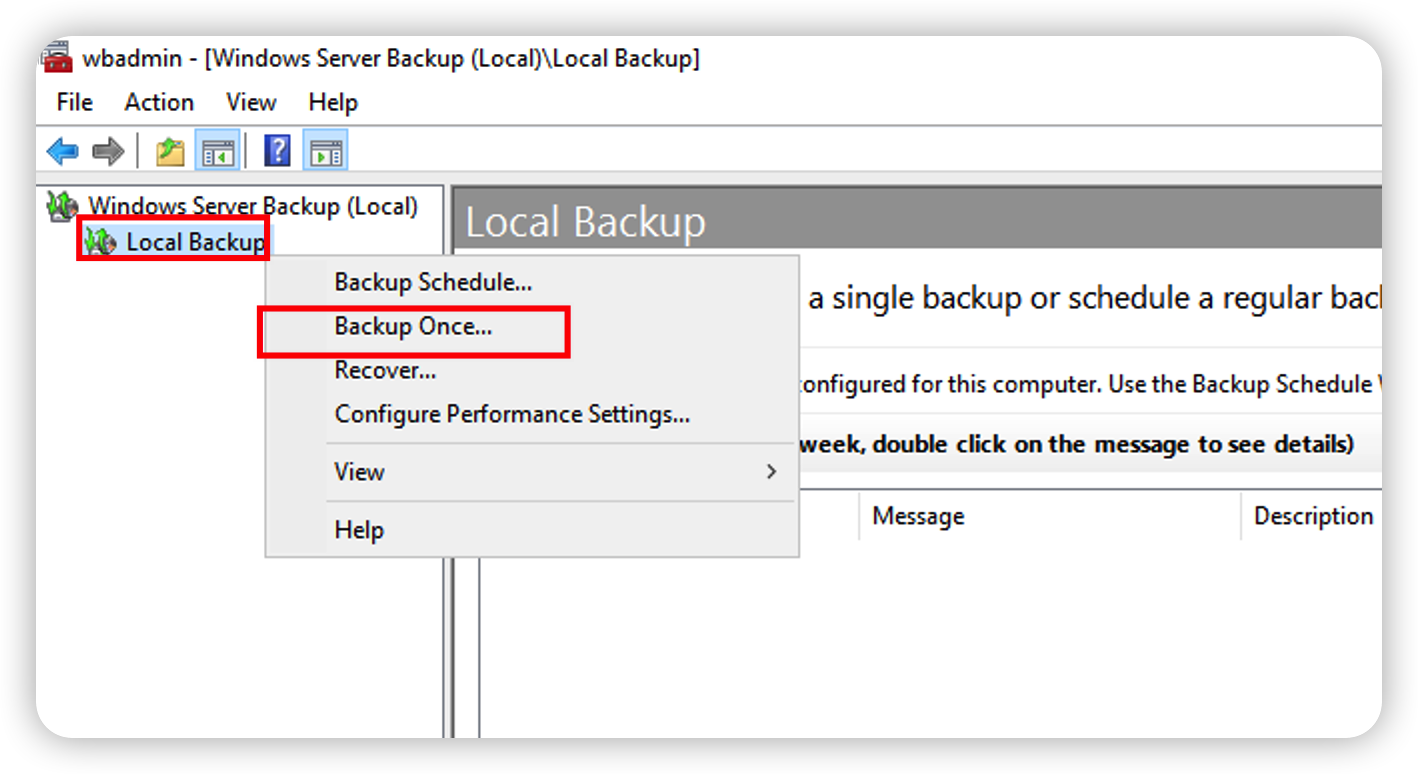 wbadmin - [Windows Server Backup (Local)\Local Backup]
File Action View Help
Windows Server Backup (Local)
Local Backup
Local Backup
Backup Schedule...
Backup Once...
Recover...
Configure Performance Settings...
View
Help
a single backup or schedule a regular
configured for this computer. Use the Backup Schedule
week, double click on the message to see details)
Message Description